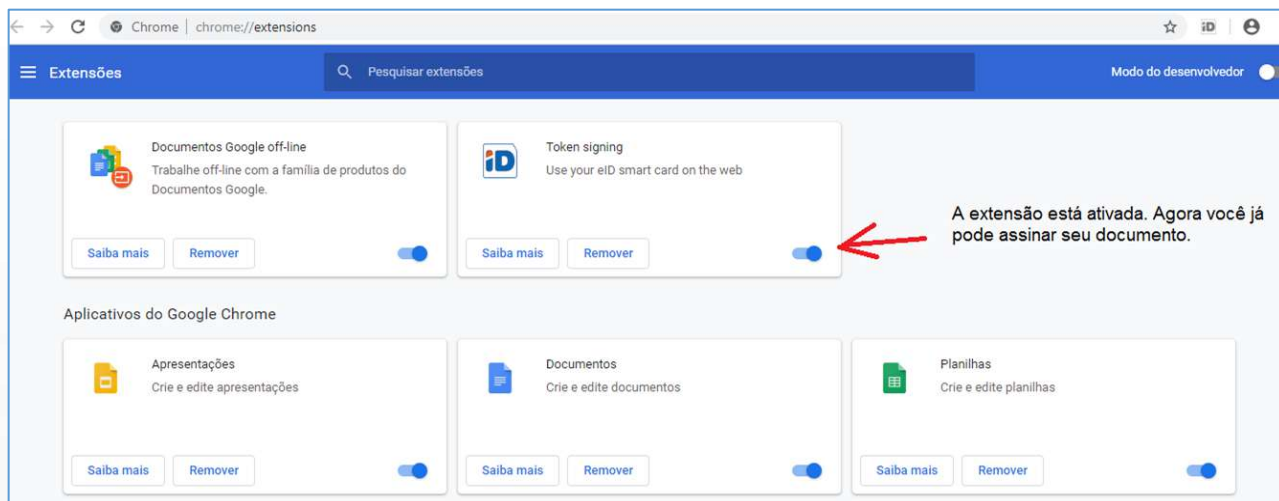 Chrome | chrome://extensions
iD
Extensões
Pesquisar extensões
Modo do desenvolvedor
Documentos Google off-line
Trabalhe off-line com a família de produtos do
Documentos Google.
Saiba mais
Remover
iD
Token signing
Use your eID smart card on the web
Saiba mais
Remover
A extensão está ativada. Agora você já
pode assinar seu documento.
Aplicativos do Google Chrome
Apresentações
Crie e edite apresentações
Saiba mais
Remover
Documentos
Crie e edite documentos
Saiba mais
Remover
Planilhas
Crie e edite planilhas
Saiba mais
Remover